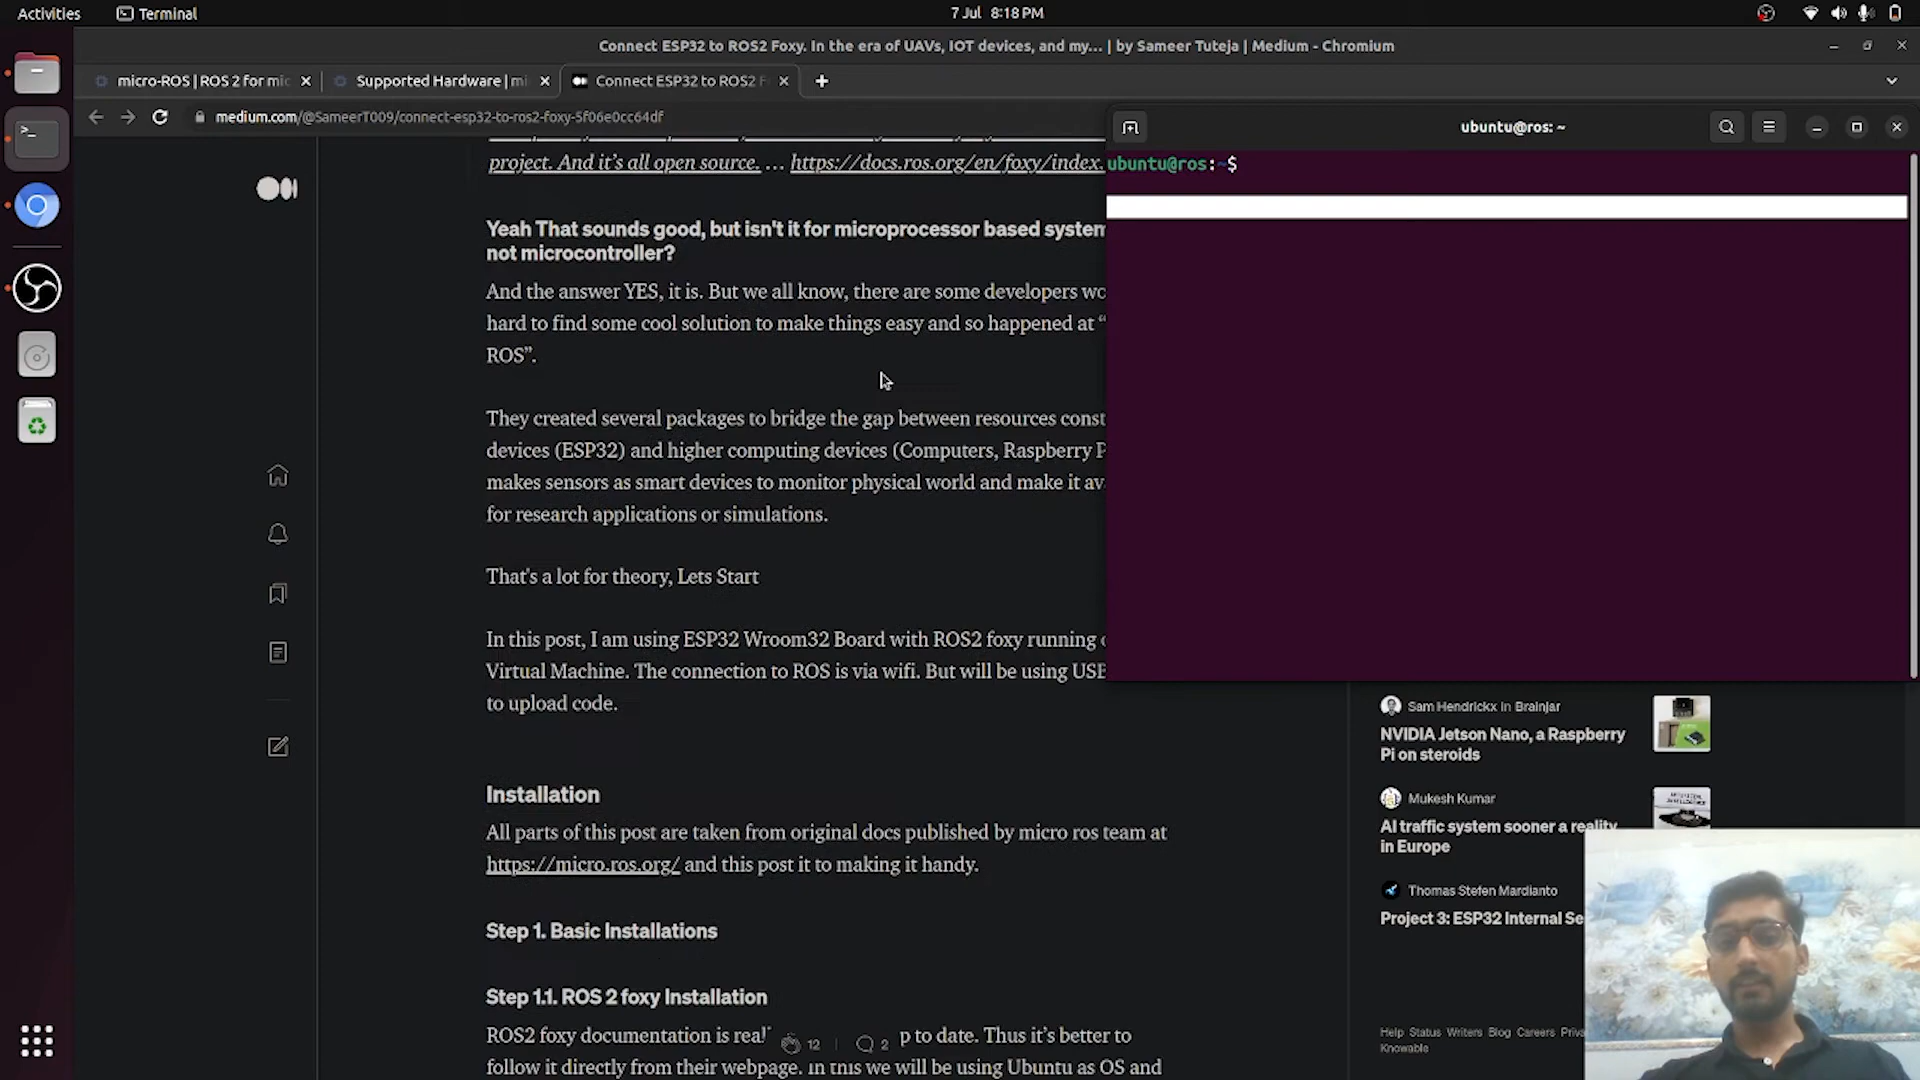 Activities
Terminal
7 Jul 8:18 PM
Connect ESP32 to ROS2 Foxy. In the era of UAVs, IOT devices, and my... | by Sameer Tuteja | Medium - Chromium
micro-ROS | ROS 2 for mic
Supported Hardware | mi
Connect ESP32 to ROS2 F
medium.com/@SameerT009/connect-esp32-to-ros2-foxy-5f06e0cc64df
ubuntu@ros: ~
ubuntu@ros:~$
project. And it's all open source. … https://docs.ros.org/en/foxy/index.
Yeah That sounds good, but isn't it for microprocessor based system
not microcontroller?
And the answer YES, it is. But we all know, there are some developers wo
hard to find some cool solution to make things easy and so happened at “
ROS”.
They created several packages to bridge the gap between resources const
devices (ESP32) and higher computing devices (Computers, Raspberry P
makes sensors as smart devices to monitor physical world and make it av
for research applications or simulations.
That's a lot for theory, Lets Start
In this post, I am using ESP32 Wroom32 Board with ROS2 foxy running
Virtual Machine. The connection to ROS is via wifi. But will be using USB
to upload code.
Installation
All parts of this post are taken from original docs published by micro ros team at
https://micro.ros.org/ and this post it to making it handy.
Step 1. Basic Installations
Step 1.1. ROS 2 foxy Installation
ROS2 foxy documentation is real
12
2
p to date. Thus it's better to
follow it directly from their webpage. In this we will be using Ubuntu as OS and
Sam Hendrickx in Brainjar
NVIDIA Jetson Nano, a Raspberry
Pi on steroids
Mukesh Kumar
AI traffic system sooner a reality
in Europe
Thomas Stefen Mardianto
Project 3: ESP32 Internal Se
Help Status Writers Blog Careers Priva
Knowable